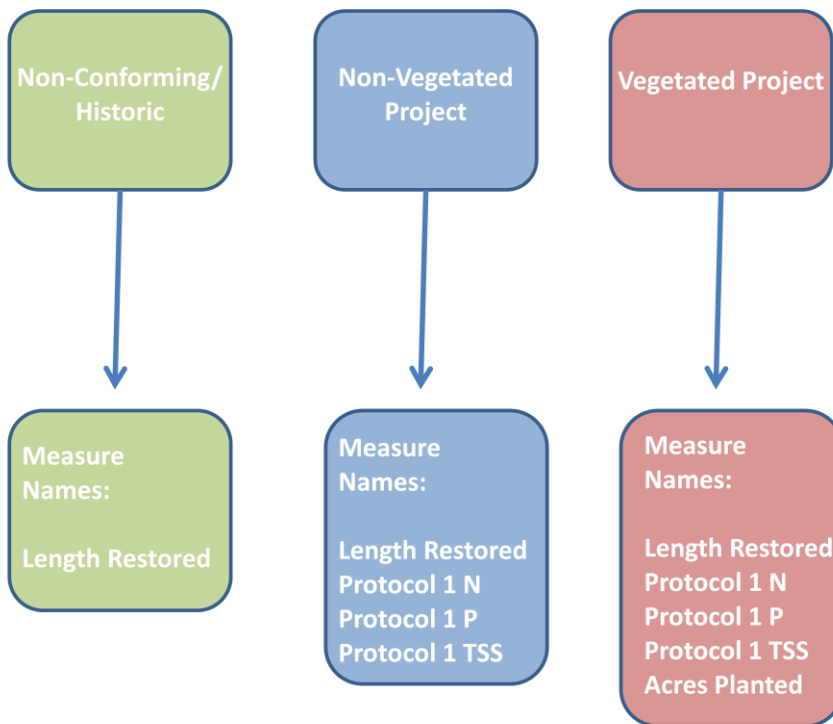 Non-Conforming/
Historic
Non-Vegetated
Project
Vegetated Project
Measure
Names:
Length Restored
Measure
Names:
Length Restored
Protocol 1 N
Protocol 1 P
Protocol 1 TSS
Measure
Names:
Length Restored
Protocol 1 N
Protocol 1 P
Protocol 1 TSS
Acres Planted